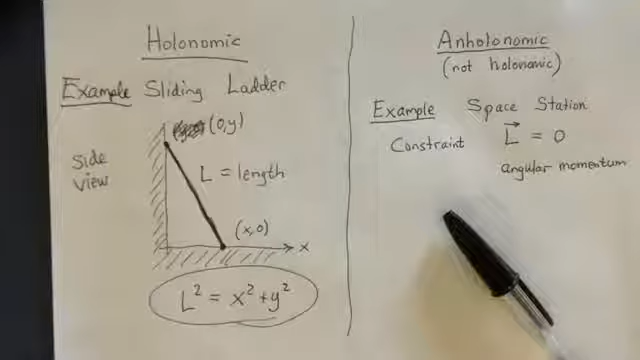 Holonomic
Example Sliding Ladder
(0,y)
Side
view
L = length
(x,0)
x
L² = x² + y²
Anholonomic
(not holonomic)
Example Space Station
Constraint L⃗ = 0
angular momentum